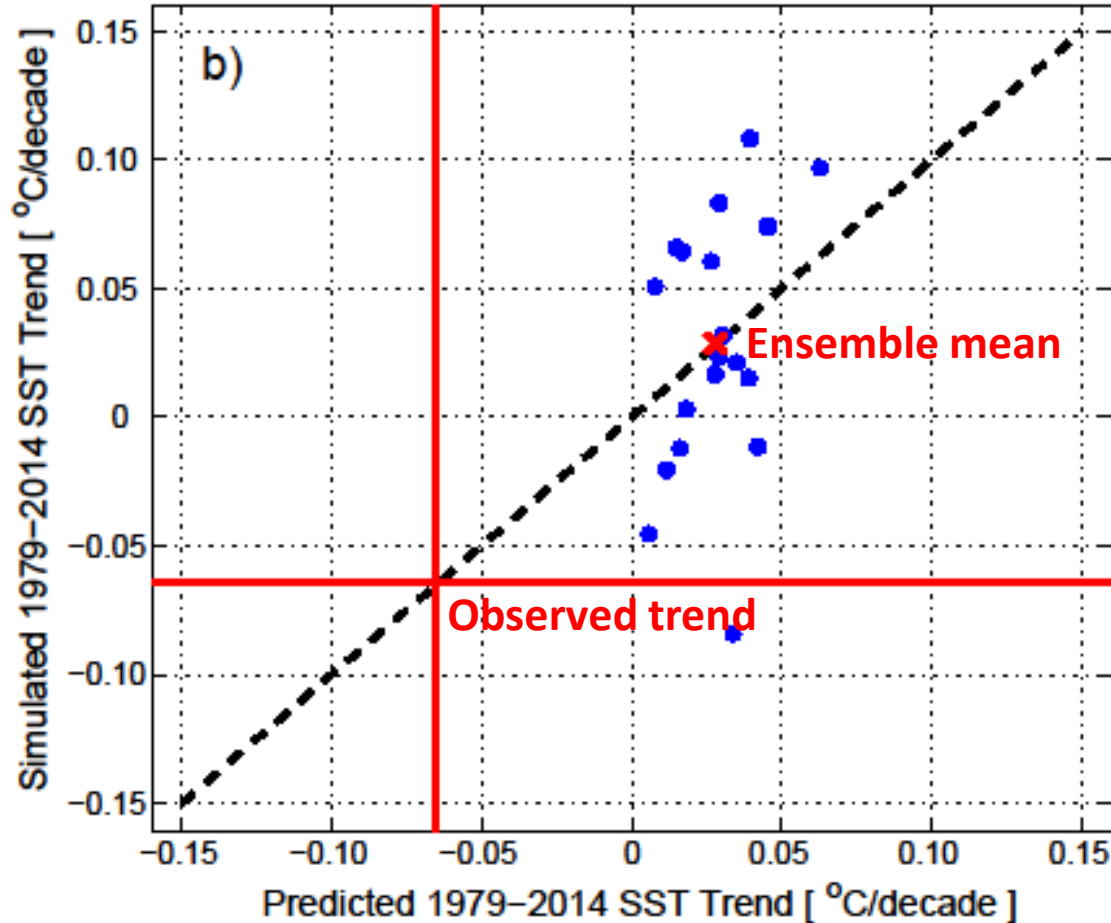 b)
Simulated 1979−2014 SST Trend [ °C/decade ]
0.15
0.10
0.05
0
−0.05
−0.10
−0.15
Ensemble mean
Observed trend
−0.15 −0.10 −0.05 0 0.05 0.10 0.15
Predicted 1979−2014 SST Trend [ °C/decade ]